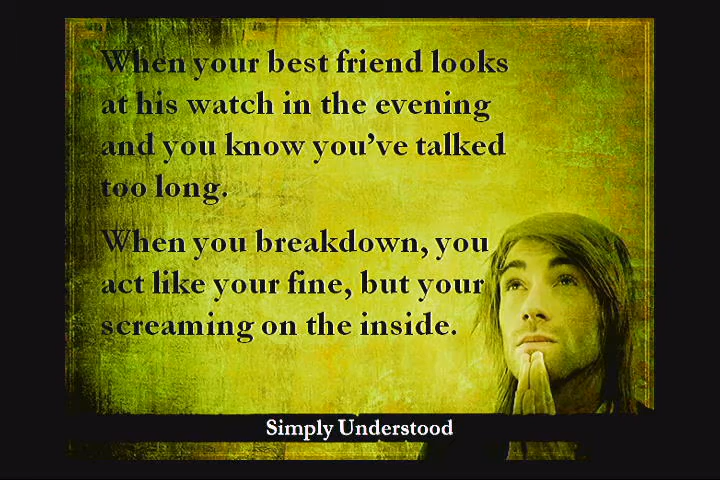 When your best friend looks
at his watch in the evening
and you know you've talked
too long.
When you breakdown, you
act like your fine, but your
screaming on the inside.
Simply Understood